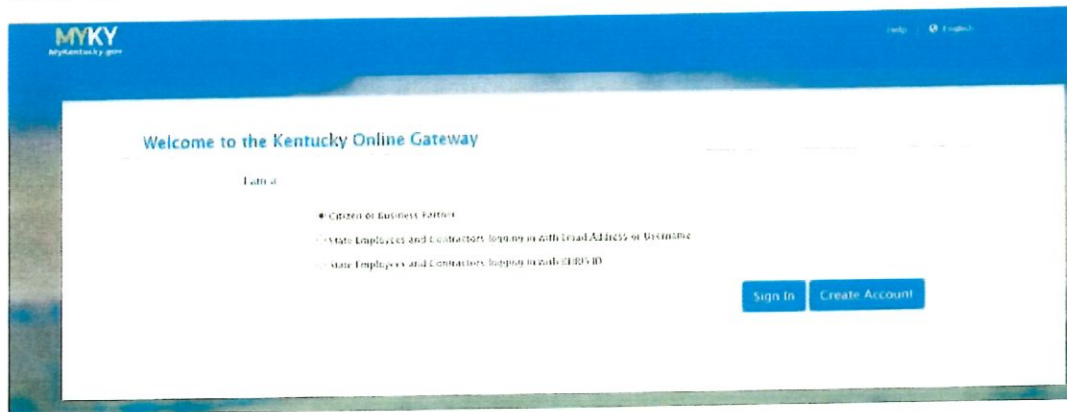 MYKY
MyKentucky.gov
Help
English
Welcome to the Kentucky Online Gateway
I am a
Citizen or Business Partner
State Employees and Contractors logging in with Email Address or Username
State Employees and Contractors logging in with KHRIS ID
Sign In
Create Account